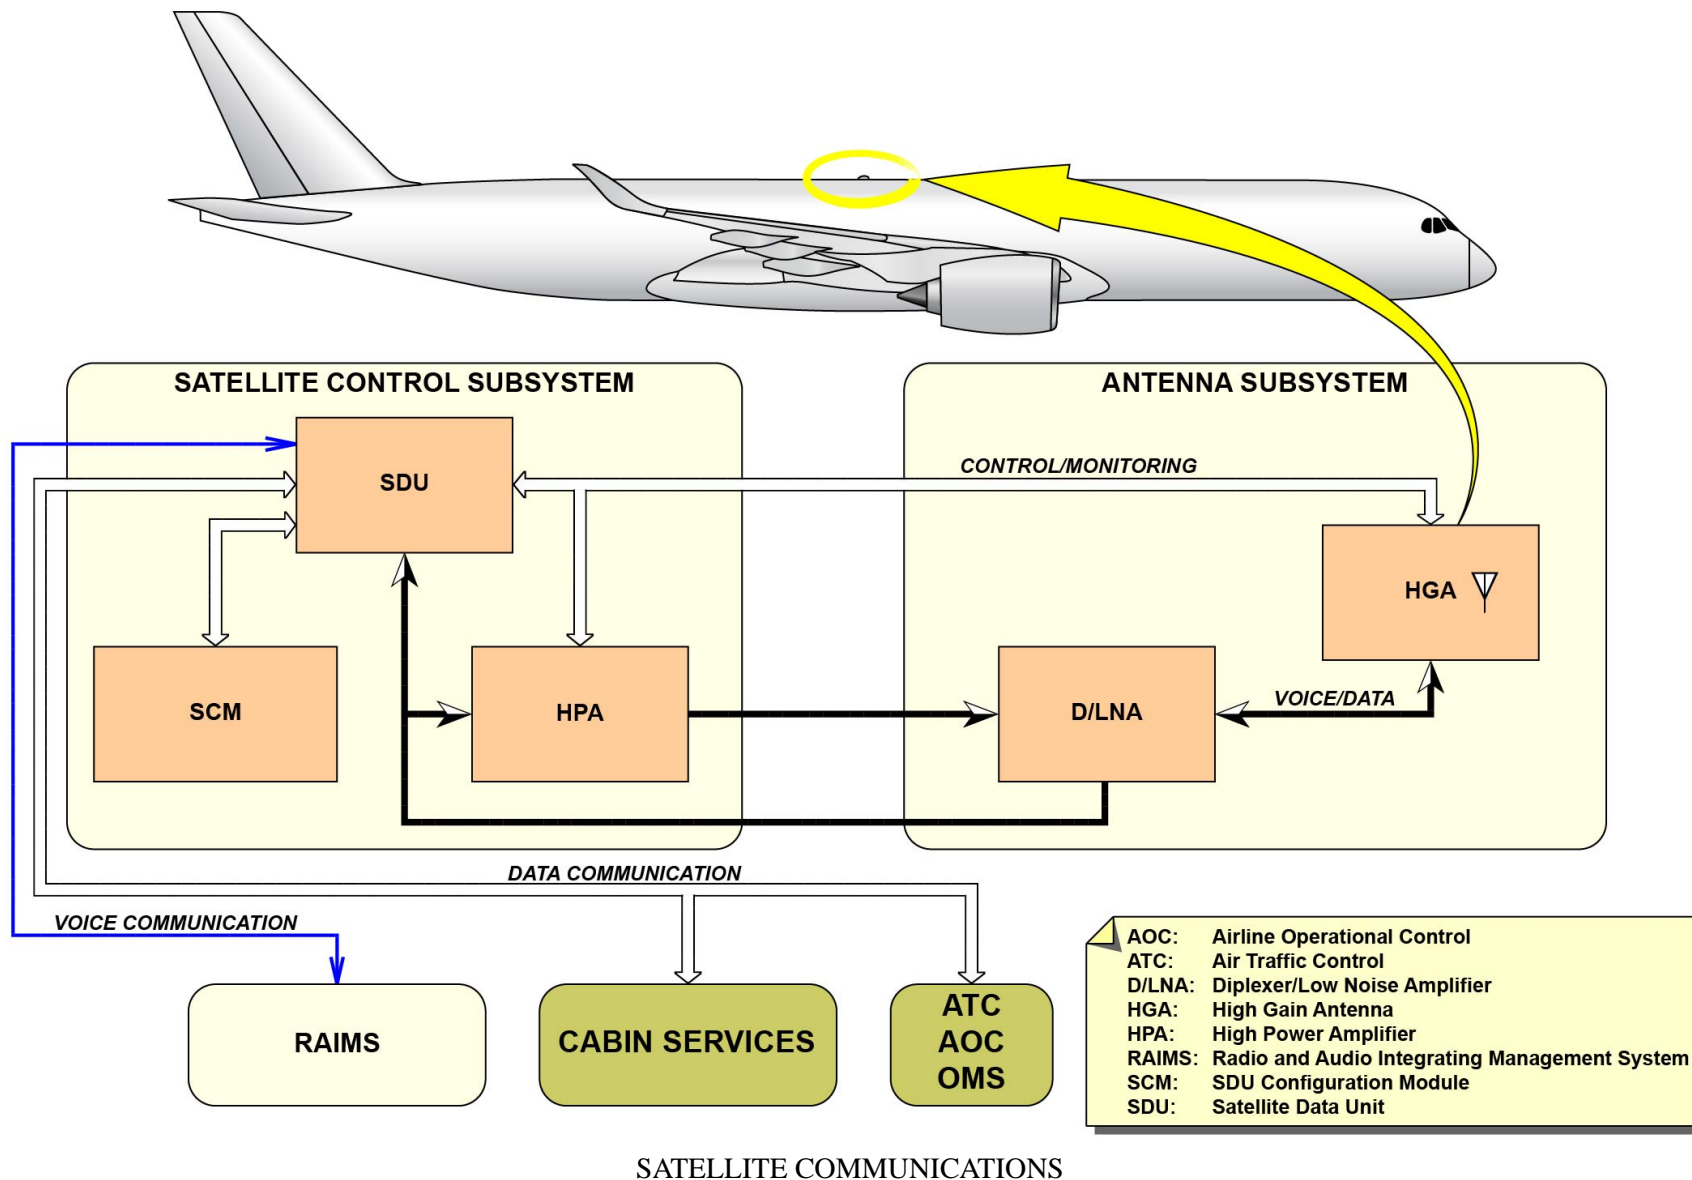 SATELLITE CONTROL SUBSYSTEM
ANTENNA SUBSYSTEM
CONTROL/MONITORING
SDU
HGA
SCM
HPA
D/LNA
VOICE/DATA
DATA COMMUNICATION
VOICE COMMUNICATION
RAIMS
CABIN SERVICES
ATC
AOC
OMS
AOC: Airline Operational Control
ATC: Air Traffic Control
D/LNA: Diplexer/Low Noise Amplifier
HGA: High Gain Antenna
HPA: High Power Amplifier
RAIMS: Radio and Audio Integrating Management System
SCM: SDU Configuration Module
SDU: Satellite Data Unit
SATELLITE COMMUNICATIONS